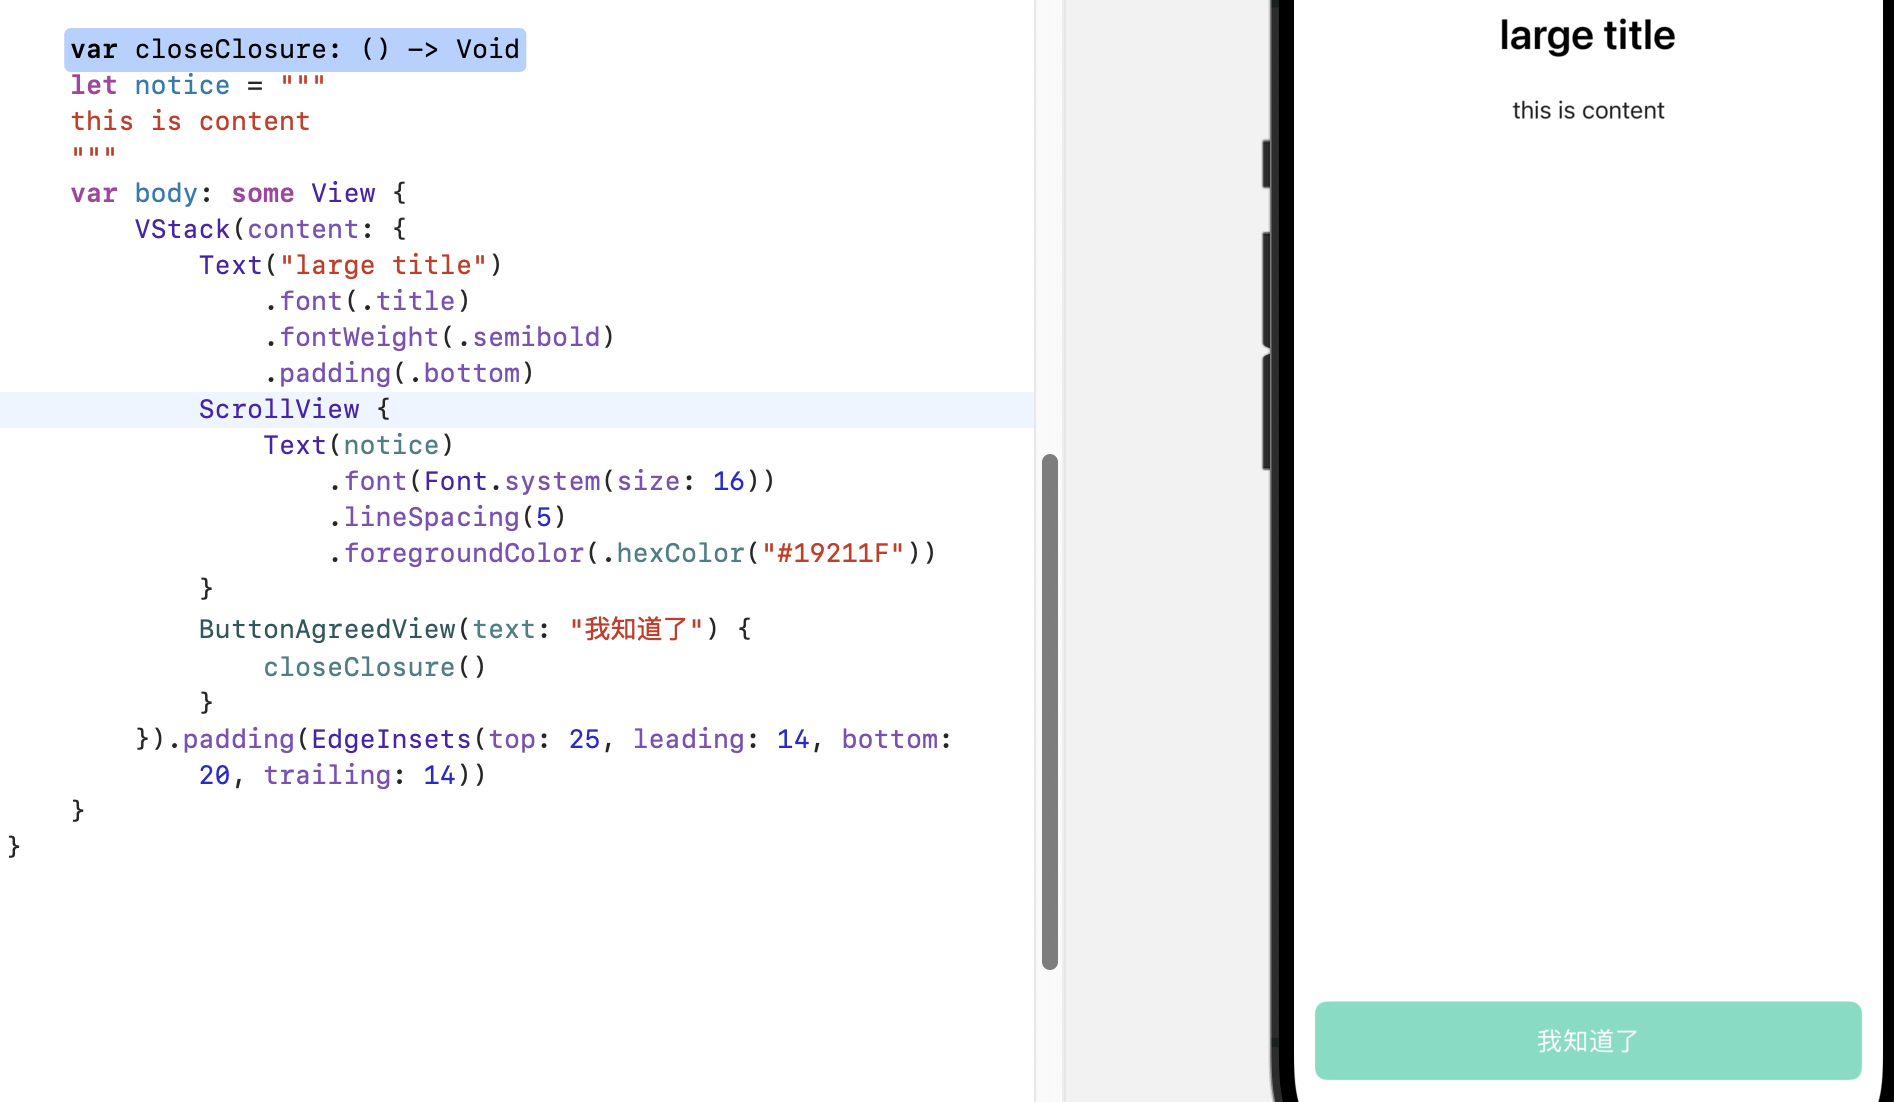 var closeClosure: () -> Void
let notice = """
this is content
"""
var body: some View {
VStack(content: {
Text("large title")
.font(.title)
.fontWeight(.semibold)
.padding(.bottom)
ScrollView {
Text(notice)
.font(Font.system(size: 16))
.lineSpacing(5)
.foregroundColor(.hexColor("#19211F"))
}
ButtonAgreedView(text: "我知道了") {
closeClosure()
}
}).padding(EdgeInsets(top: 25, leading: 14, bottom:
20, trailing: 14))
}
}
large title
this is content
我知道了